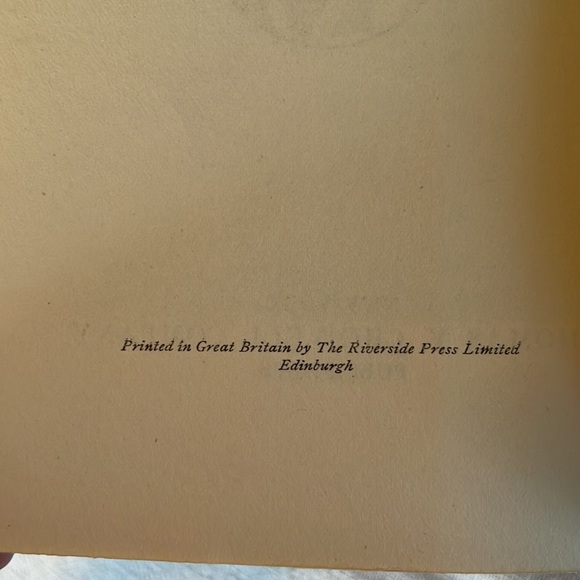 Printed in Great Britain by The Riverside Press Limited
Edinburgh